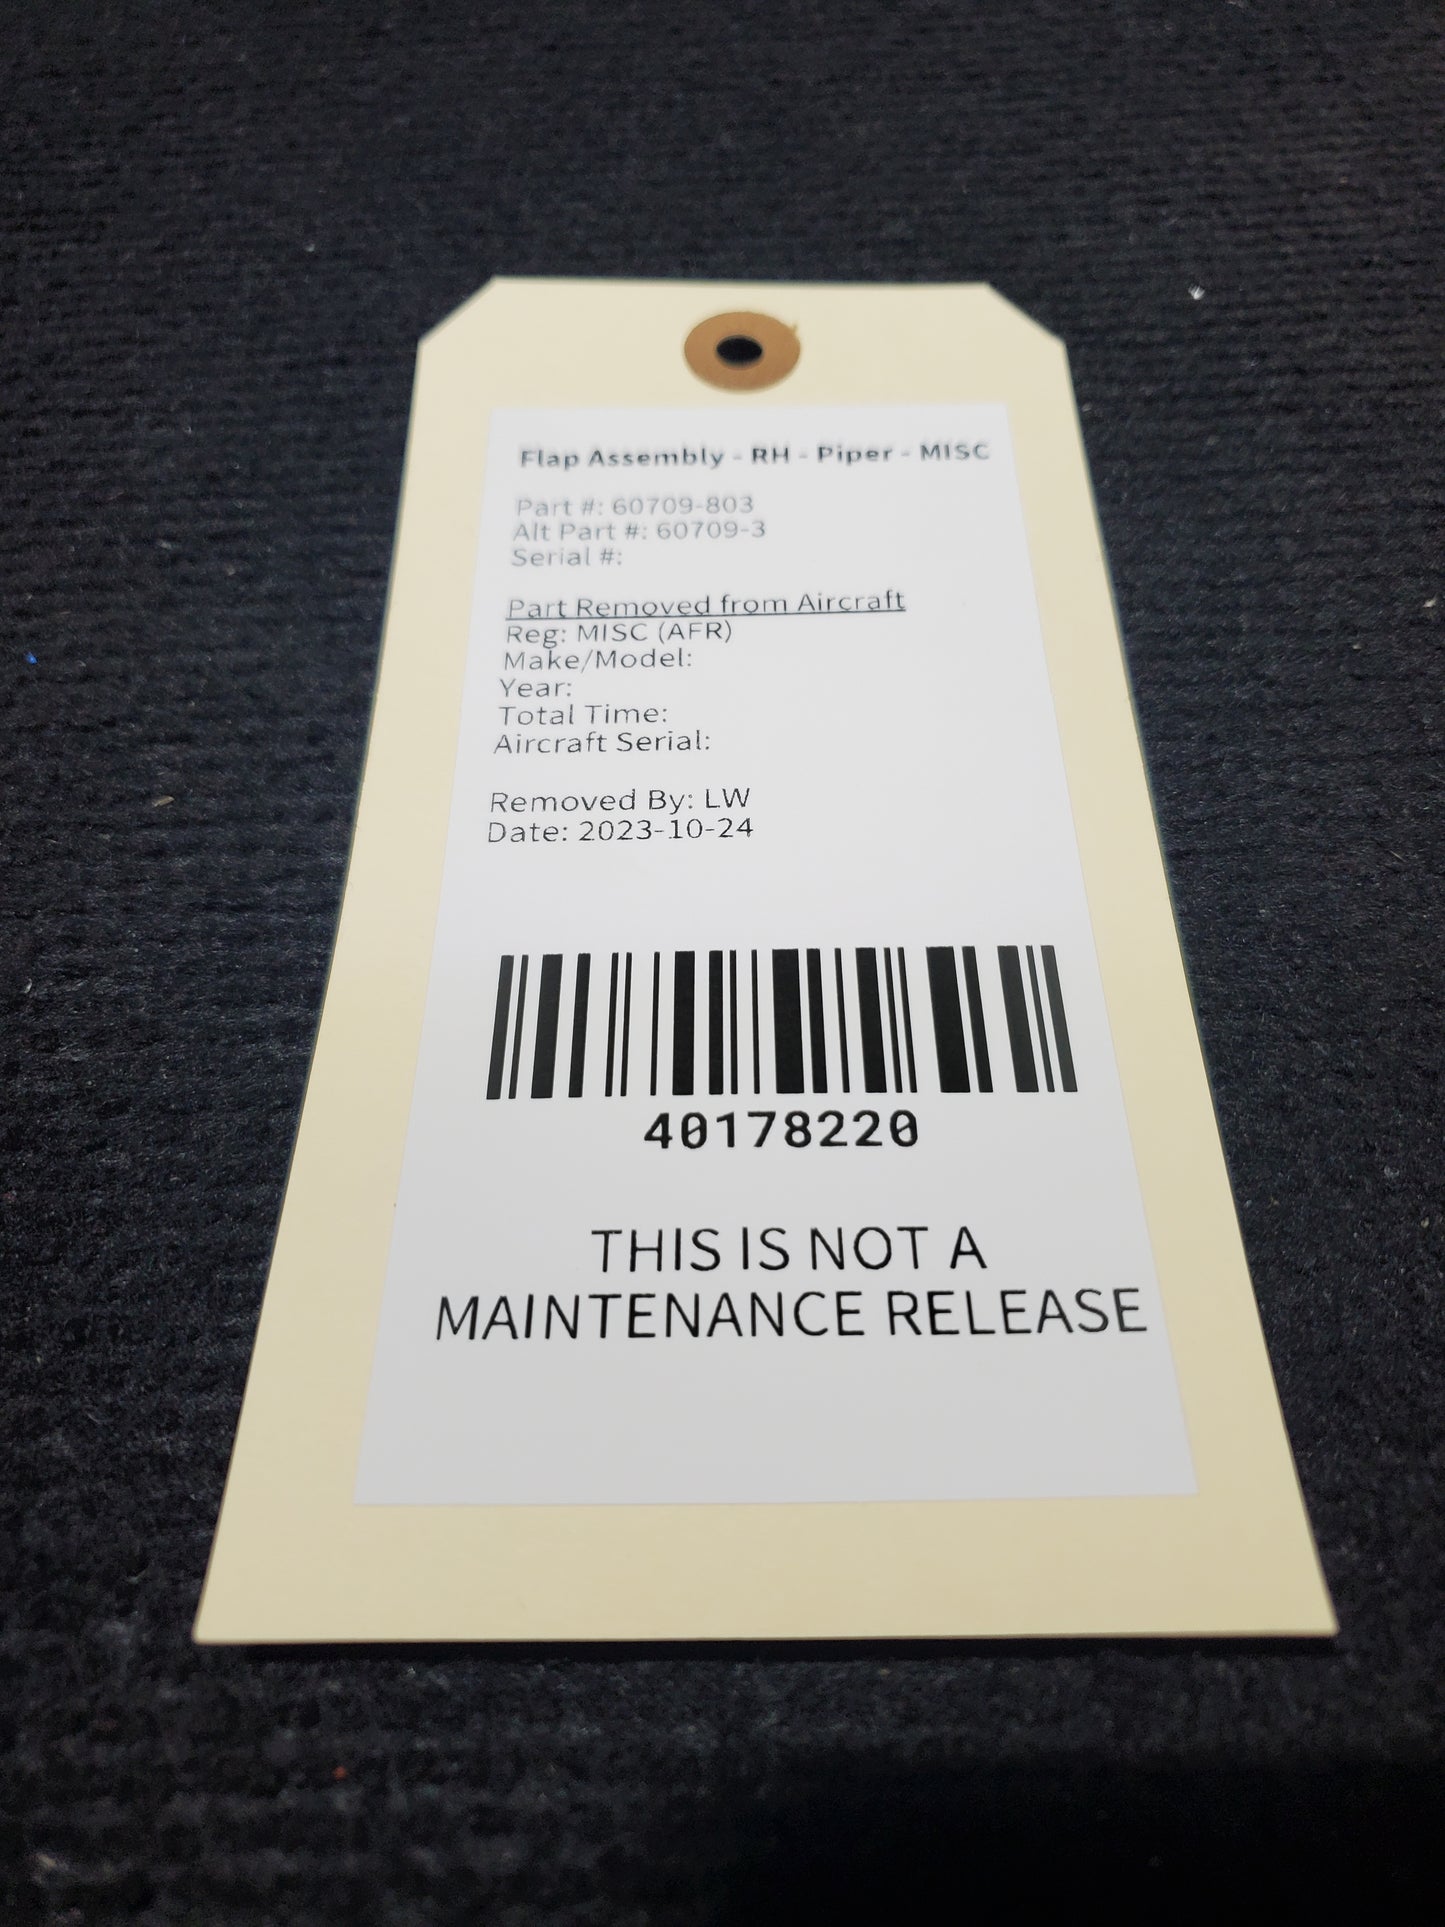 Flap Assembly - RH - Piper - MISC
Part #: 60709-803
Alt Part #: 60709-3
Serial #:
Part Removed from Aircraft
Reg: MISC (AFR)
Make/Model:
Year:
Total Time:
Aircraft Serial:
Removed By: LW
Date: 2023-10-24
40178220
THIS IS NOT A
MAINTENANCE RELEASE